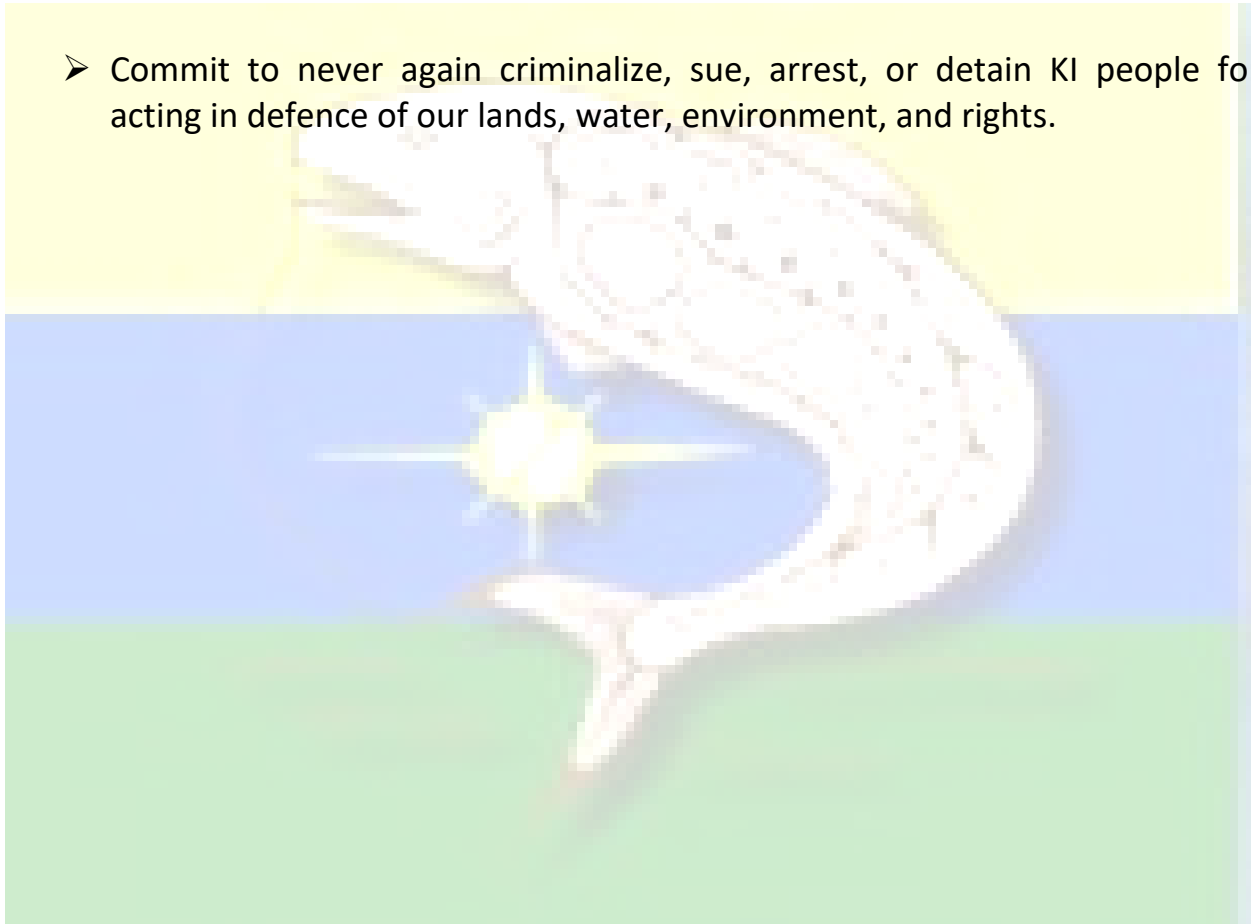 ➢ Commit to never again criminalize, sue, arrest, or detain KI people fo
acting in defence of our lands, water, environment, and rights.